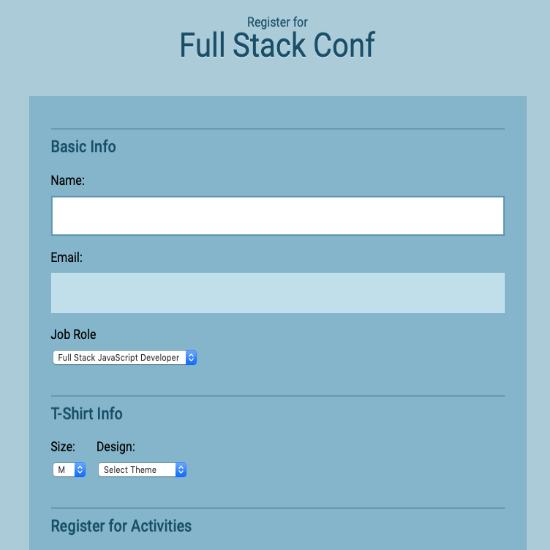 Register for
Full Stack Conf
Basic Info
Name:
Email:
Job Role
Full Stack JavaScript Developer
T-Shirt Info
Size: Design:
M Select Theme
Register for Activities